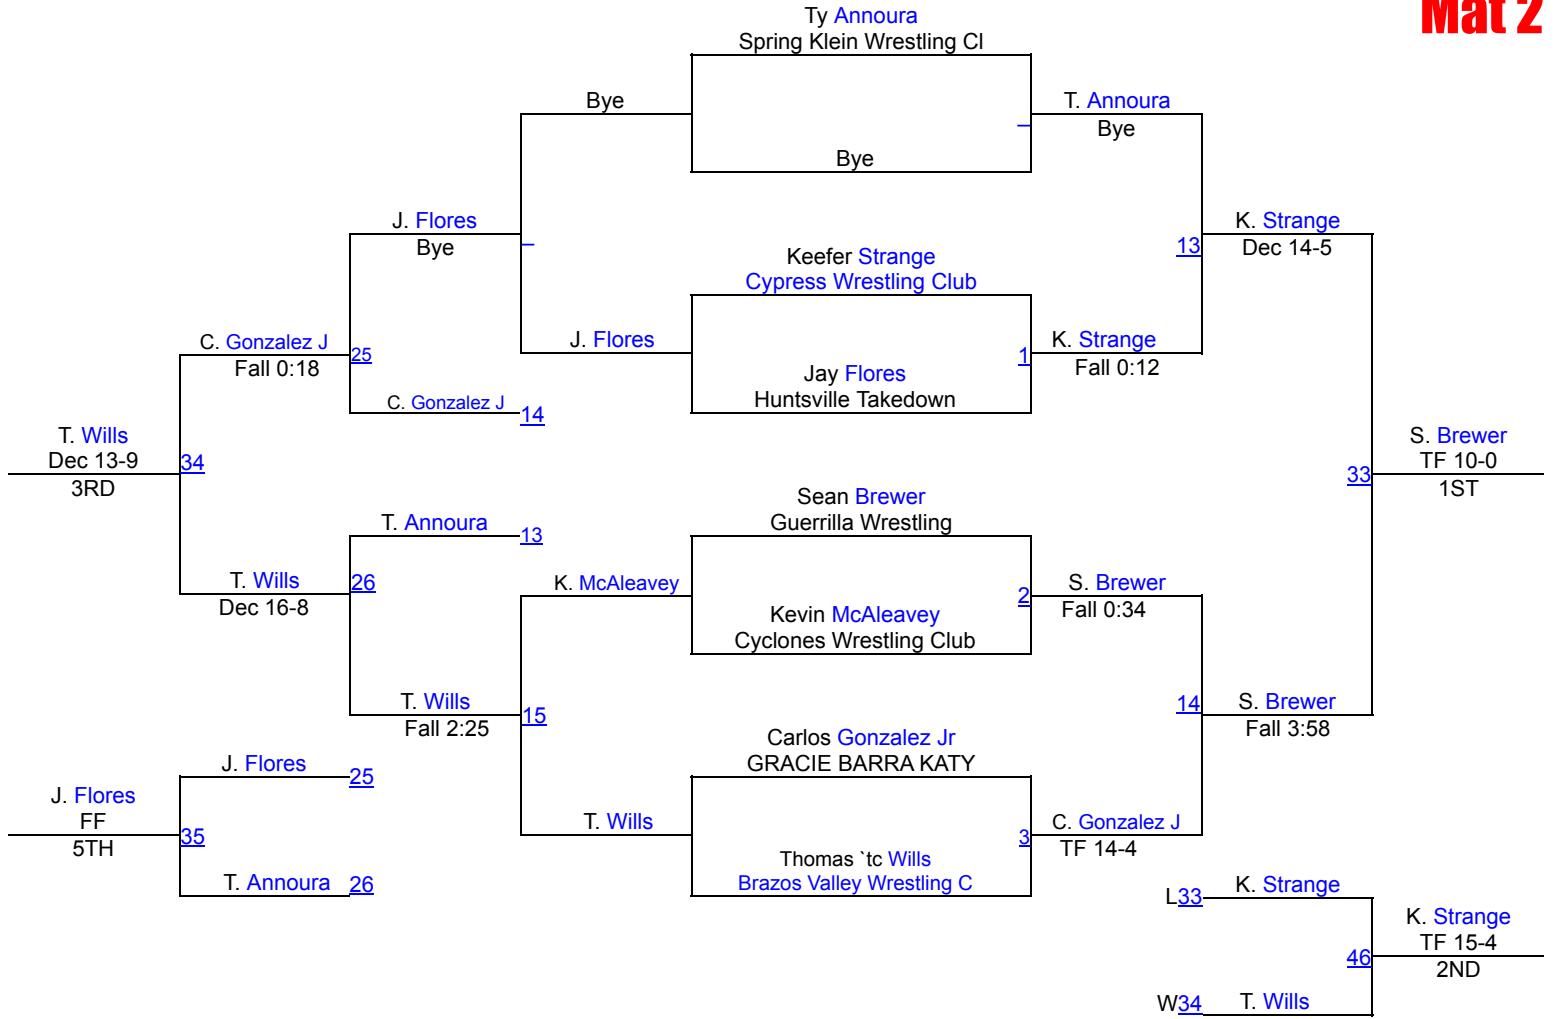 Mat 2
Ty Annoura
Spring Klein Wrestling Cl
Bye
T. Annoura
Bye
Bye
J. Flores
Bye
K. Strange
Dec 14-5
13
Keefer Strange
Cypress Wrestling Club
C. Gonzalez J
Fall 0:18
25
J. Flores
K. Strange
Fall 0:12
1
Jay Flores
Huntsville Takedown
C. Gonzalez J
14
T. Wills
Dec 13-9
3RD
34
S. Brewer
TF 10-0
1ST
33
Sean Brewer
Guerrilla Wrestling
T. Annoura
13
T. Wills
Dec 16-8
26
K. McAleavey
S. Brewer
Fall 0:34
2
Kevin McAleavey
Cyclones Wrestling Club
T. Wills
Fall 2:25
15
S. Brewer
Fall 3:58
14
Carlos Gonzalez Jr
GRACIE BARRA KATY
J. Flores
25
J. Flores
FF
5TH
35
T. Wills
C. Gonzalez J
TF 14-4
3
Thomas `tc Wills
Brazos Valley Wrestling C
T. Annoura
26
L33
K. Strange
K. Strange
TF 15-4
2ND
46
W34
T. Wills